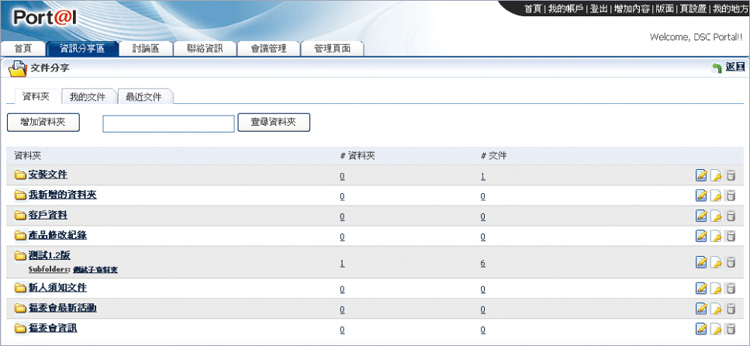 Port@l
首頁 | 我的帳戶 | 登出 | 增加內容 | 版面 | 頁設置 | 我的地方
Welcome, DSC Portal!!
首頁 資訊分享區 討論區 聯絡資訊 會議管理 管理頁面
文件分享 返回
資料夾 我的文件 最近文件
增加資料夾 查尋資料夾
資料夾 # 資料夾 # 文件
安裝文件 0 1
我新增的資料夾 0 0
客戶資料 0 0
產品修改紀錄 0 0
測試1.2版 1 6
Subfolders: 測試子資料夾
新人須知文件 0 0
福委會最新活動 0 0
福委會資訊 0 0